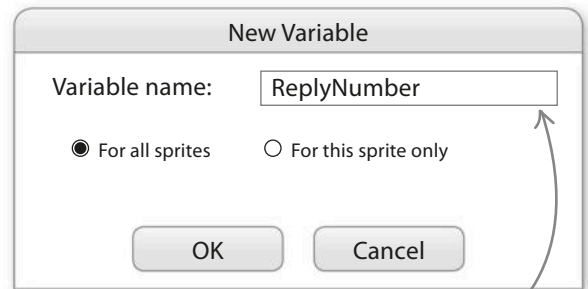 New Variable
Variable name: ReplyNumber
For all sprites For this sprite only
OK Cancel